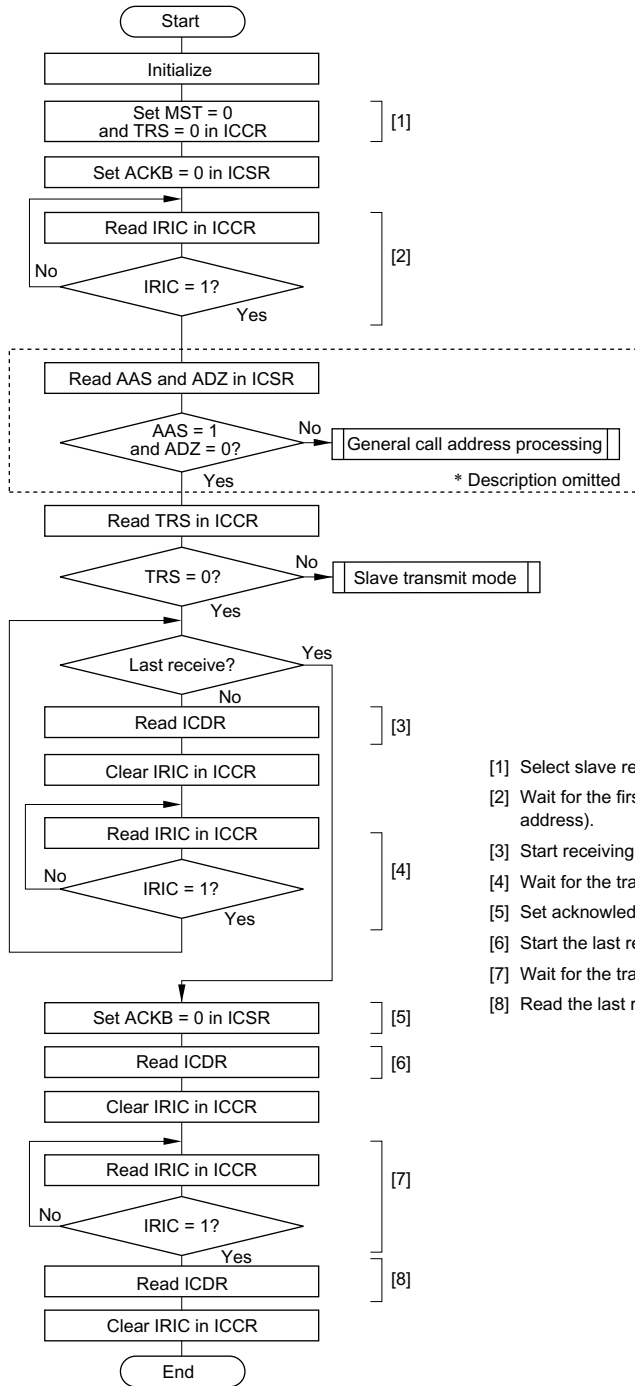 Start
Initialize
Set MST = 0
and TRS = 0 in ICCR
[1]
Set ACKB = 0 in ICSR
Read IRIC in ICCR
[2]
No
IRIC = 1?
Yes
Read AAS and ADZ in ICSR
AAS = 1
and ADZ = 0?
No
General call address processing
Yes
* Description omitted
Read TRS in ICCR
TRS = 0?
No
Slave transmit mode
Yes
Last receive?
Yes
No
Read ICDR
[3]
Clear IRIC in ICCR
Read IRIC in ICCR
[4]
No
IRIC = 1?
Yes
[1] Select slave re
[2] Wait for the firs
address).
[3] Start receiving
[4] Wait for the tra
[5] Set acknowled
[6] Start the last re
[7] Wait for the tra
[8] Read the last r
Set ACKB = 0 in ICSR
[5]
Read ICDR
[6]
Clear IRIC in ICCR
Read IRIC in ICCR
[7]
No
IRIC = 1?
Yes
Read ICDR
[8]
Clear IRIC in ICCR
End